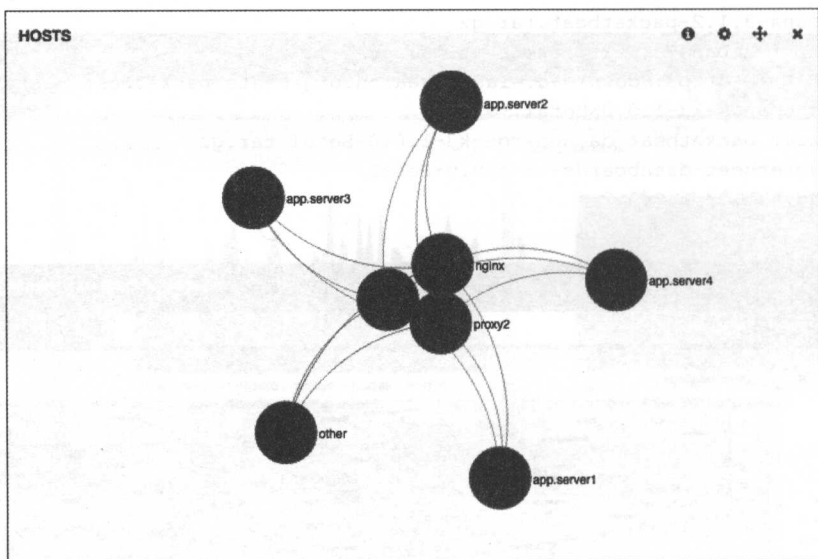 HOSTS
app.server2
app.server3
nginx
app.server4
proxy2
other
app.server1